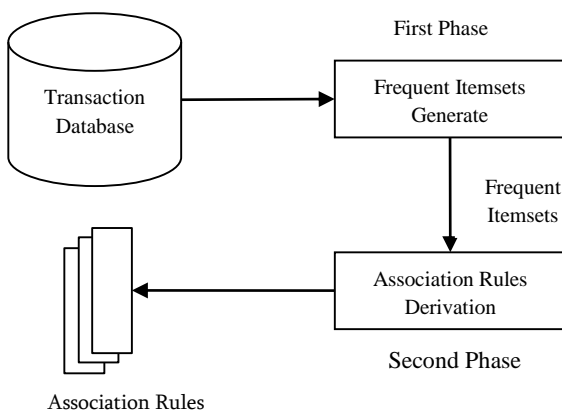 First Phase
Transaction
Database
Frequent Itemsets
Generate
Frequent
Itemsets
Association Rules
Derivation
Second Phase
Association Rules